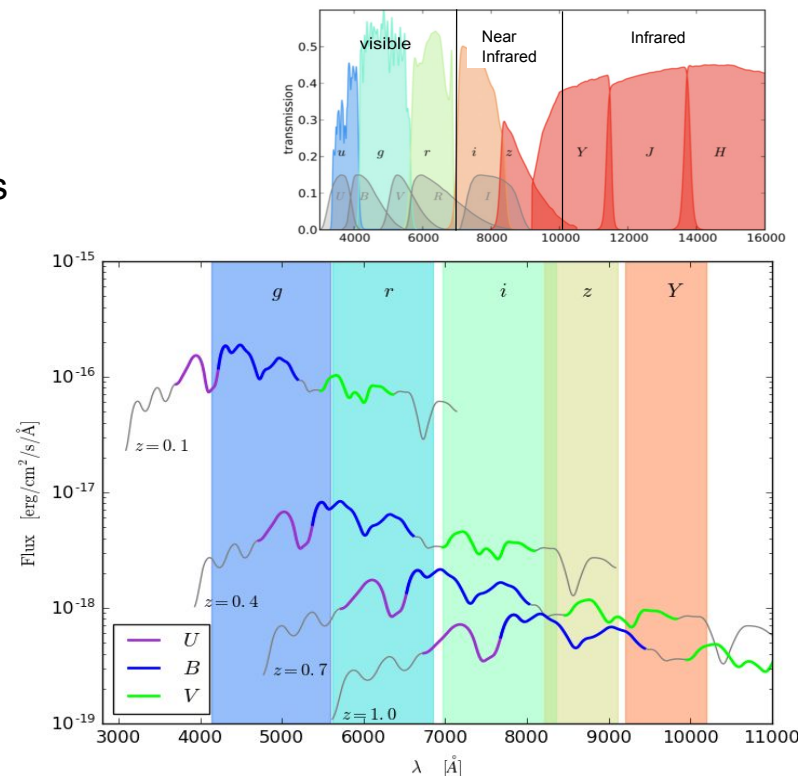 s
visible
Near
Infrared
Infrared
transmission
0.5
0.4
0.3
0.2
0.1
0.0
u g r i z Y J H
U B V R I
4000 6000 8000 10000 12000 14000 16000
Flux [erg/cm²/s/Å]
10⁻¹⁵
10⁻¹⁶
10⁻¹⁷
10⁻¹⁸
10⁻¹⁹
g r i z Y
z=0.1
z=0.4
z=0.7
z=1.0
U
B
V
3000 4000 5000 6000 7000 8000 9000 10000 11000
λ [Å]